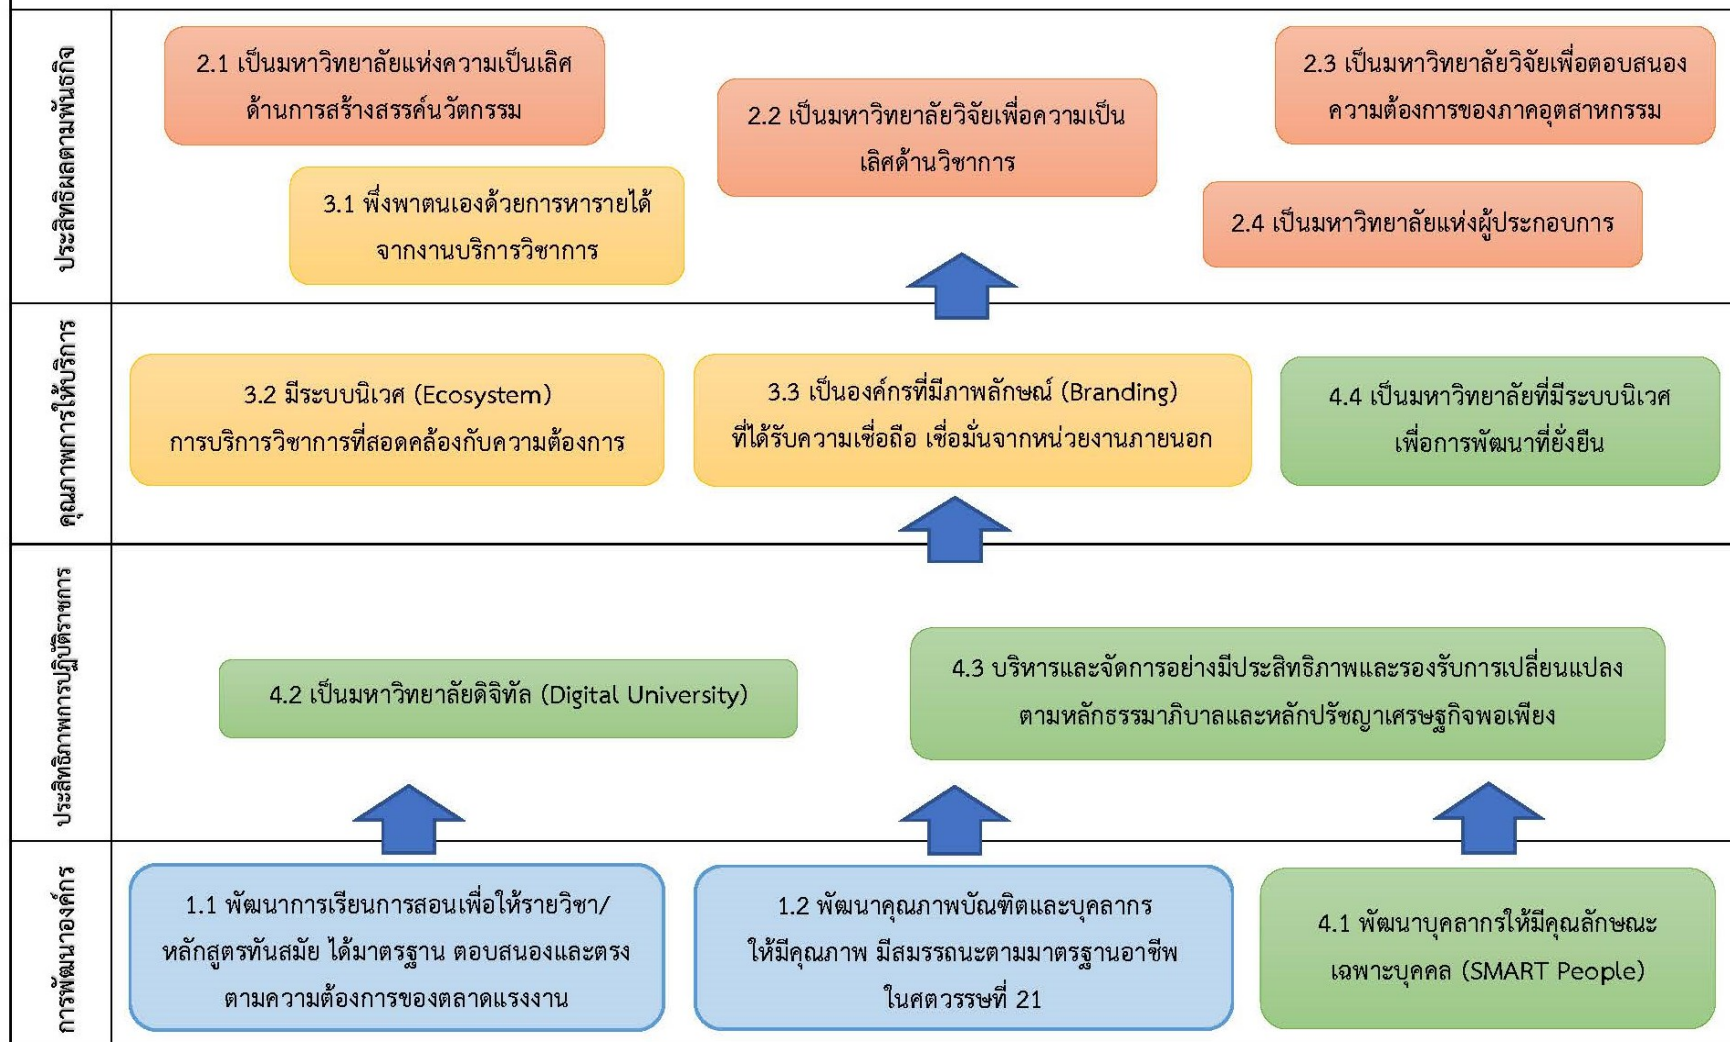 ประสิทธิผลตามพันธกิจ
2.1 เป็นมหาวิทยาลัยแห่งความเป็นเลิศ
ด้านการสร้างสรรค์นวัตกรรม
2.2 เป็นมหาวิทยาลัยวิจัยเพื่อความเป็น
เลิศด้านวิชาการ
2.3 เป็นมหาวิทยาลัยวิจัยเพื่อตอบสนอง
ความต้องการของภาคอุตสาหกรรม
3.1 พึ่งพาตนเองด้วยการหารายได้
จากงานบริการวิชาการ
2.4 เป็นมหาวิทยาลัยแห่งผู้ประกอบการ
คุณภาพการให้บริการ
3.2 มีระบบนิเวศ (Ecosystem)
การบริการวิชาการที่สอดคล้องกับความต้องการ
3.3 เป็นองค์กรที่มีภาพลักษณ์ (Branding)
ที่ได้รับความเชื่อถือ เชื่อมั่นจากหน่วยงานภายนอก
4.4 เป็นมหาวิทยาลัยที่มีระบบนิเวศ
เพื่อการพัฒนาที่ยั่งยืน
ประสิทธิภาพการปฏิบัติราชการ
4.2 เป็นมหาวิทยาลัยดิจิทัล (Digital University)
4.3 บริหารและจัดการอย่างมีประสิทธิภาพและรองรับการเปลี่ยนแปลง
ตามหลักธรรมาภิบาลและหลักปรัชญาเศรษฐกิจพอเพียง
การพัฒนาองค์กร
1.1 พัฒนาการเรียนการสอนเพื่อให้รายวิชา/
หลักสูตรทันสมัย ได้มาตรฐาน ตอบสนองและตรง
ตามความต้องการของตลาดแรงงาน
1.2 พัฒนาคุณภาพบัณฑิตและบุคลากร
ให้มีคุณภาพ มีสมรรถนะตามมาตรฐานอาชีพ
ในศตวรรษที่ 21
4.1 พัฒนาบุคลากรให้มีคุณลักษณะ
เฉพาะบุคคล (SMART People)